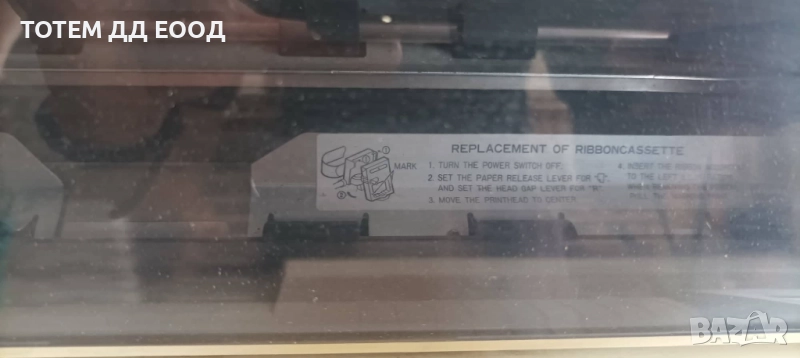 ТОТЕМ ДД ЕООД
REPLACEMENT OF RIBBONCASSETTE
MARK
1. TURN THE POWER SWITCH OFF.
2. SET THE PAPER RELEASE LEVER FOR
AND SET THE HEAD GAP LEVER FOR "R".
3. MOVE THE PRINTHEAD TO CENTER.
4. INSERT THE RIBBON
TO THE LEFT
BAZAR